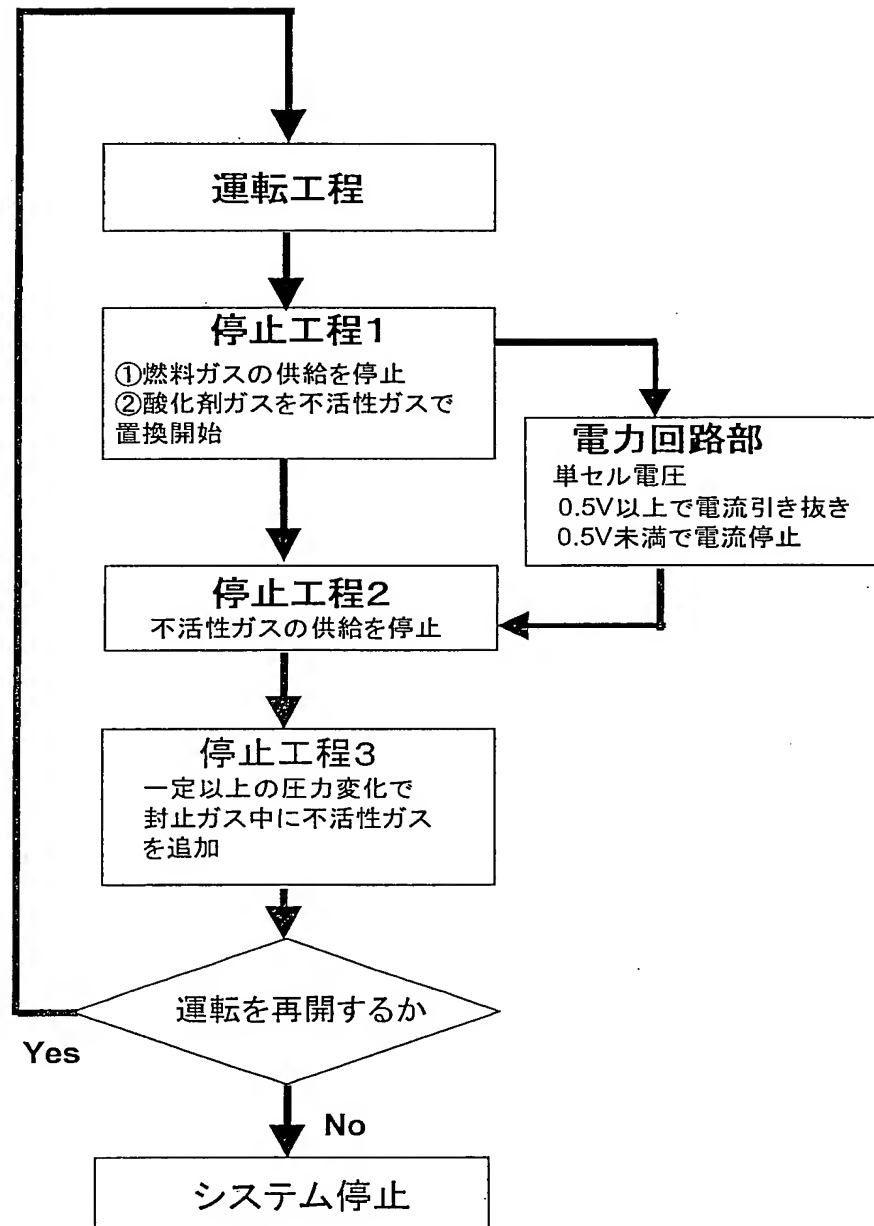 運転工程
停止工程1
①燃料ガスの供給を停止
②酸化剤ガスを不活性ガスで
置換開始
電力回路部
単セル電圧
0.5V以上で電流引き抜き
0.5V未満で電流停止
停止工程2
不活性ガスの供給を停止
停止工程3
一定以上の圧力変化で
封止ガス中に不活性ガス
を追加
運転を再開するか
Yes
No
システム停止